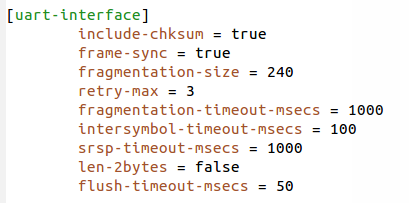 [uart-interface]
include-chksum = true
frame-sync = true
fragmentation-size = 240
retry-max = 3
fragmentation-timeout-msecs = 1000
intersymbol-timeout-msecs = 100
srsp-timeout-msecs = 1000
len-2bytes = false
flush-timeout-msecs = 50